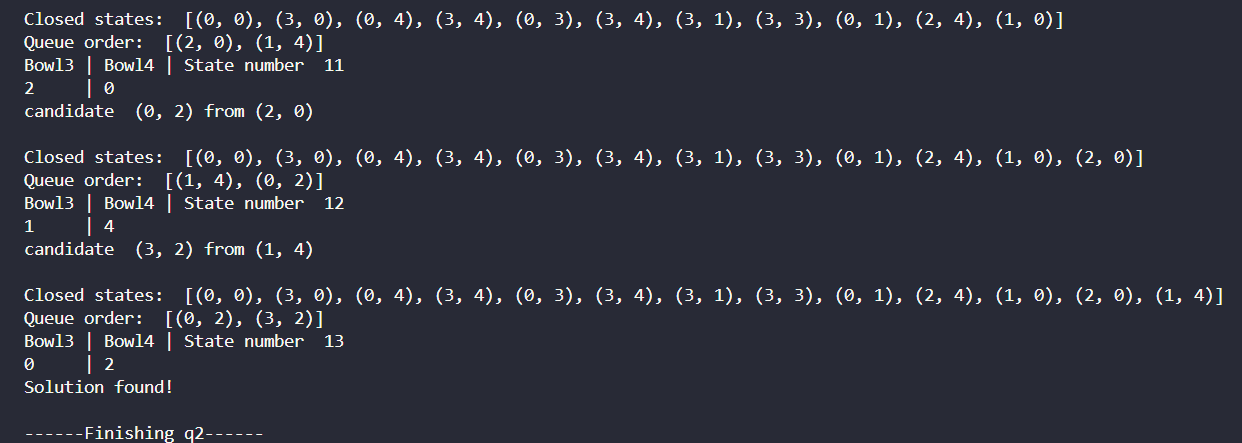 Closed states:  [(0, 0), (3, 0), (0, 4), (3, 4), (0, 3), (3, 4), (3, 1), (3, 3), (0, 1), (2, 4), (1, 0)]
Queue order:  [(2, 0), (1, 4)]
Bowl3 | Bowl4 | State number  11
2     | 0
candidate  (0, 2) from (2, 0)

Closed states:  [(0, 0), (3, 0), (0, 4), (3, 4), (0, 3), (3, 4), (3, 1), (3, 3), (0, 1), (2, 4), (1, 0), (2, 0)]
Queue order:  [(1, 4), (0, 2)]
Bowl3 | Bowl4 | State number  12
1     | 4
candidate  (3, 2) from (1, 4)

Closed states:  [(0, 0), (3, 0), (0, 4), (3, 4), (0, 3), (3, 4), (3, 1), (3, 3), (0, 1), (2, 4), (1, 0), (2, 0), (1, 4)]
Queue order:  [(0, 2), (3, 2)]
Bowl3 | Bowl4 | State number  13
0     | 2
Solution found!

------Finishing q2------